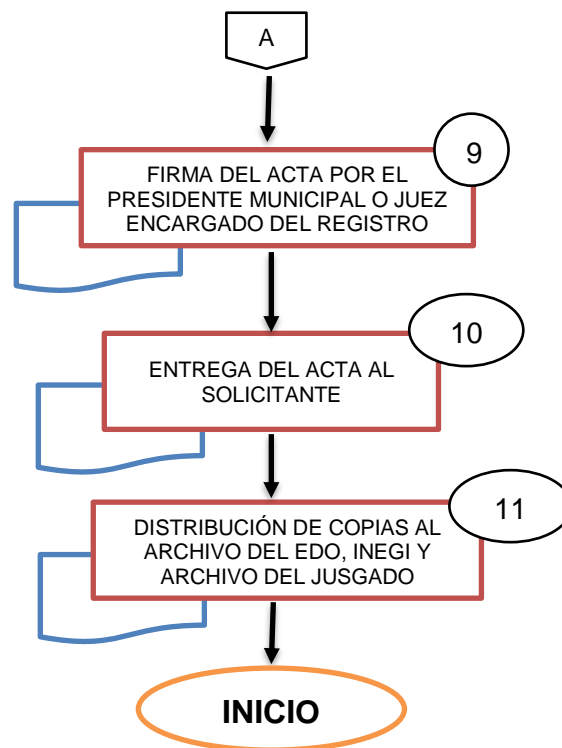 A
9
FIRMA DEL ACTA POR EL
PRESIDENTE MUNICIPAL O JUEZ
ENCARGADO DEL REGISTRO
10
ENTREGA DEL ACTA AL
SOLICITANTE
11
DISTRIBUCIÓN DE COPIAS AL
ARCHIVO DEL EDO, INEGI Y
ARCHIVO DEL JUSGADO
INICIO